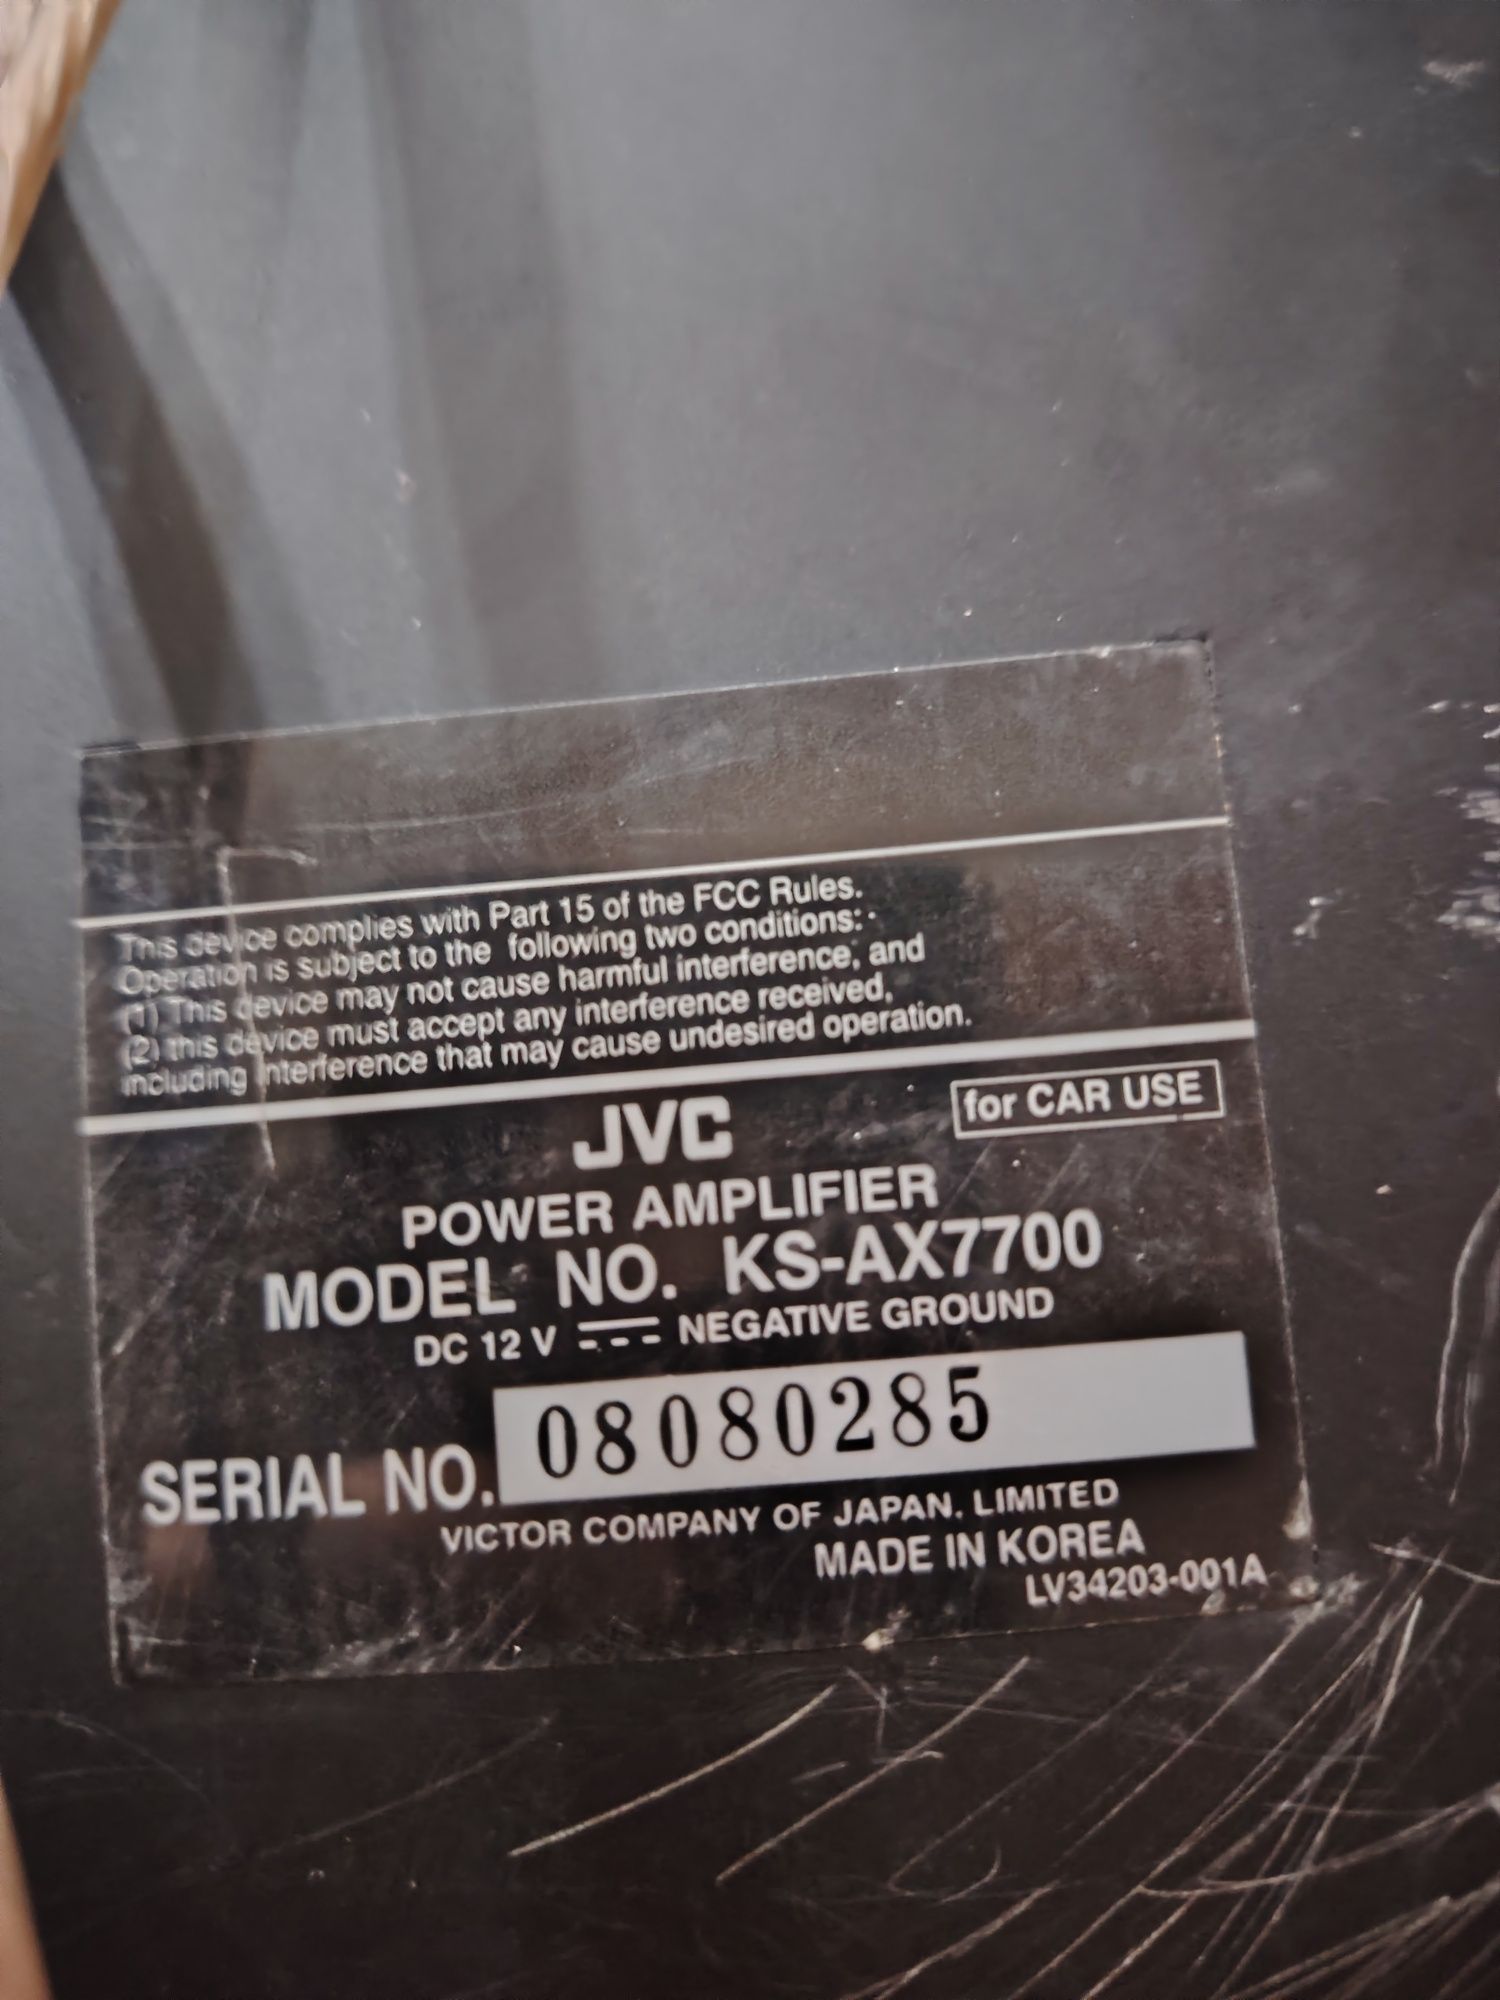 This device complies with Part 15 of the FCC Rules.
Operation is subject to the following two conditions:
(1) This device may not cause harmful interference, and
(2) this device must accept any interference received,
including interference that may cause undesired operation.
JVC
for CAR USE
POWER AMPLIFIER
MODEL NO. KS-AX7700
DC 12 V ⎓ NEGATIVE GROUND
SERIAL NO. 08080285
VICTOR COMPANY OF JAPAN, LIMITED
MADE IN KOREA
LV34203-001A